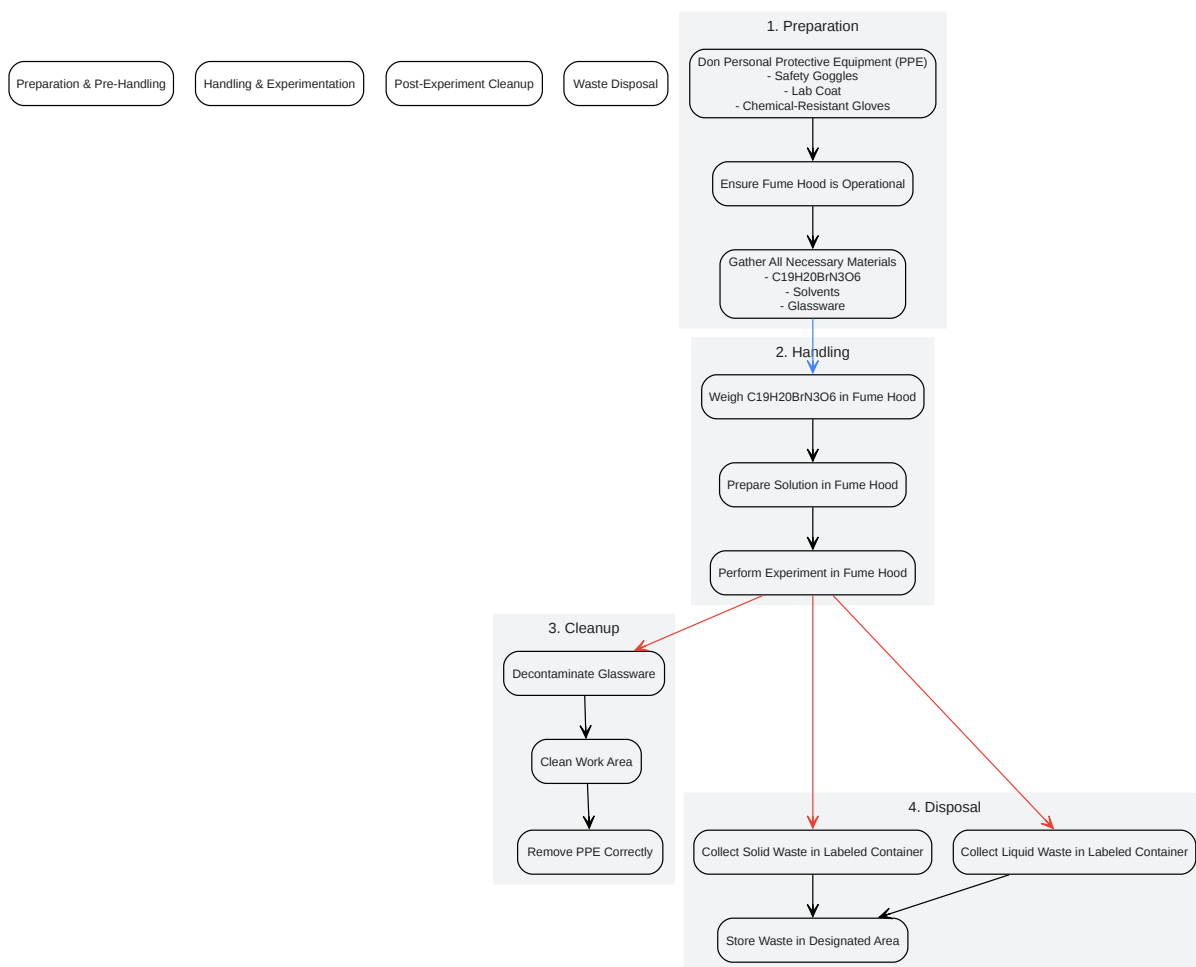 Preparation & Pre-Handling
Handling & Experimentation
Post-Experiment Cleanup
Waste Disposal
1. Preparation
Don Personal Protective Equipment (PPE)
- Safety Goggles
- Lab Coat
- Chemical-Resistant Gloves
Ensure Fume Hood is Operational
Gather All Necessary Materials
- C19H20BrN3O6
- Solvents
- Glassware
2. Handling
Weigh C19H20BrN3O6 in Fume Hood
Prepare Solution in Fume Hood
Perform Experiment in Fume Hood
3. Cleanup
Decontaminate Glassware
Clean Work Area
Remove PPE Correctly
4. Disposal
Collect Solid Waste in Labeled Container
Collect Liquid Waste in Labeled Container
Store Waste in Designated Area